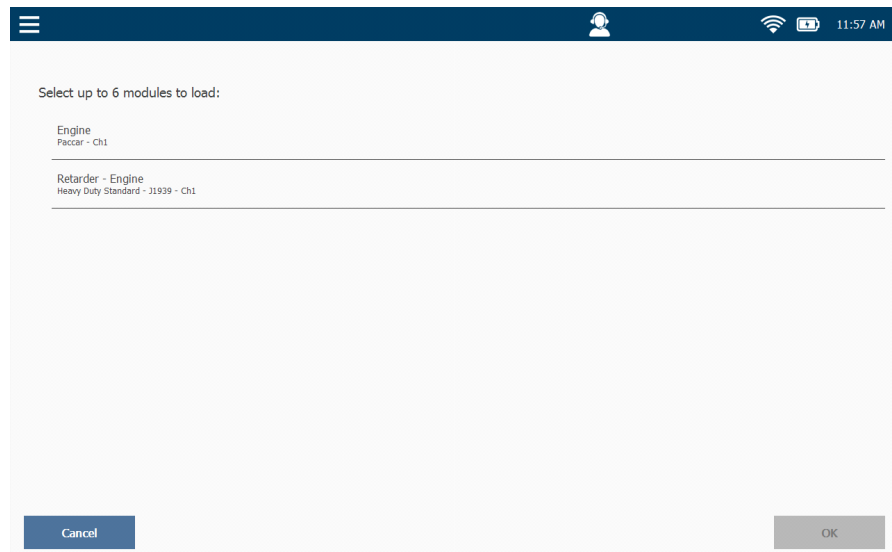 11:57 AM
Select up to 6 modules to load:
Engine
Paccar - Ch1
Retarder - Engine
Heavy Duty Standard - J1939 - Ch1
Cancel
OK